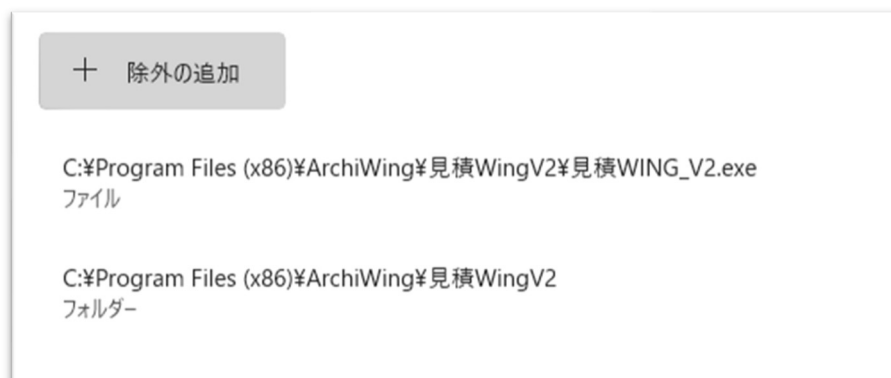 + 除外の追加
C:¥Program Files (x86)¥ArchiWing¥見積WingV2¥見積WING_V2.exe
ファイル
C:¥Program Files (x86)¥ArchiWing¥見積WingV2
フォルダー